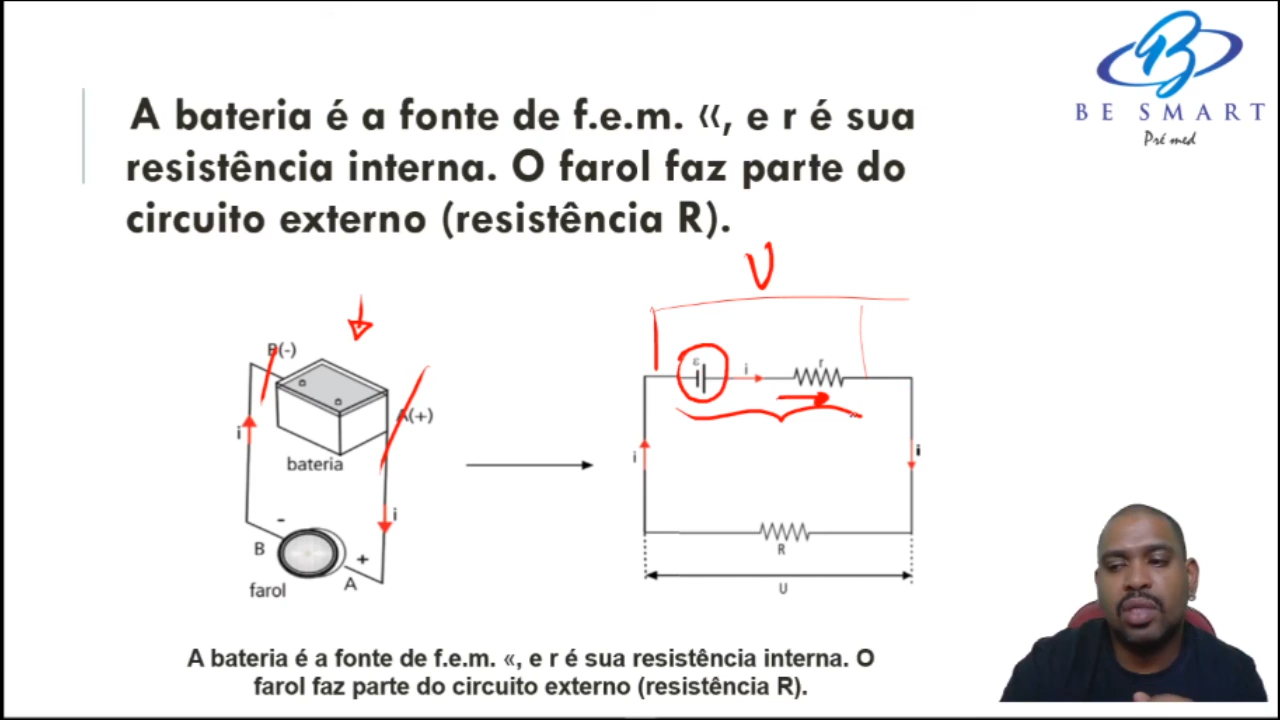 BE SMART
Pré med
A bateria é a fonte de f.e.m. «, e r é sua
resistência interna. O farol faz parte do
circuito externo (resistência R).
U
B(-)
A(+)
i
bateria
i
-
B
+
A
farol
ε
i
r
i
i
R
U
A bateria é a fonte de f.e.m. «, e r é sua resistência interna. O
farol faz parte do circuito externo (resistência R).